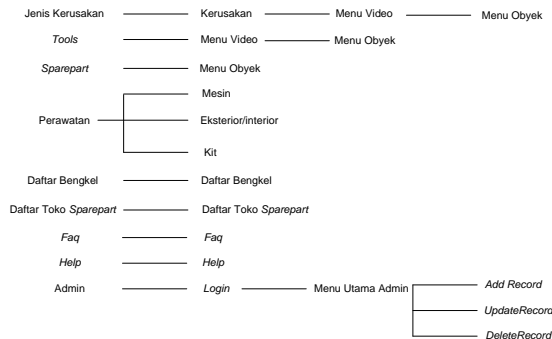 Jenis Kerusakan Kerusakan Menu Video Menu Obyek
Tools Menu Video Menu Obyek
Sparepart Menu Obyek
Mesin
Perawatan Eksterior/interior
Kit
Daftar Bengkel Daftar Bengkel
Daftar Toko Sparepart Daftar Toko Sparepart
Faq Faq
Help Help
Admin Login Menu Utama Admin Add Record
UpdateRecord
DeleteRecord